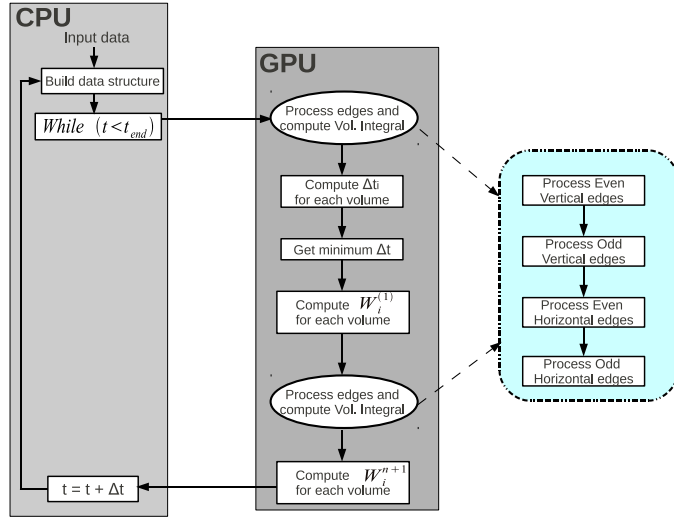 CPU
Input data
Build data structure
While (t < t_end)
t = t + Δt
GPU
Process edges and
compute Vol. Integral
Compute Δti
for each volume
Get minimum Δt
Compute W_i^(1)
for each volume
Process edges and
compute Vol. Integral
Compute W_i^n+1
for each volume
Process Even
Vertical edges
Process Odd
Vertical edges
Process Even
Horizontal edges
Process Odd
Horizontal edges